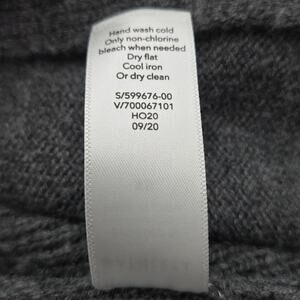 Hand wash cold
Only non-chlorine
bleach when needed
Dry flat
Cool iron
Or dry clean
S/599676-00
V/700067101
HO20
09/20